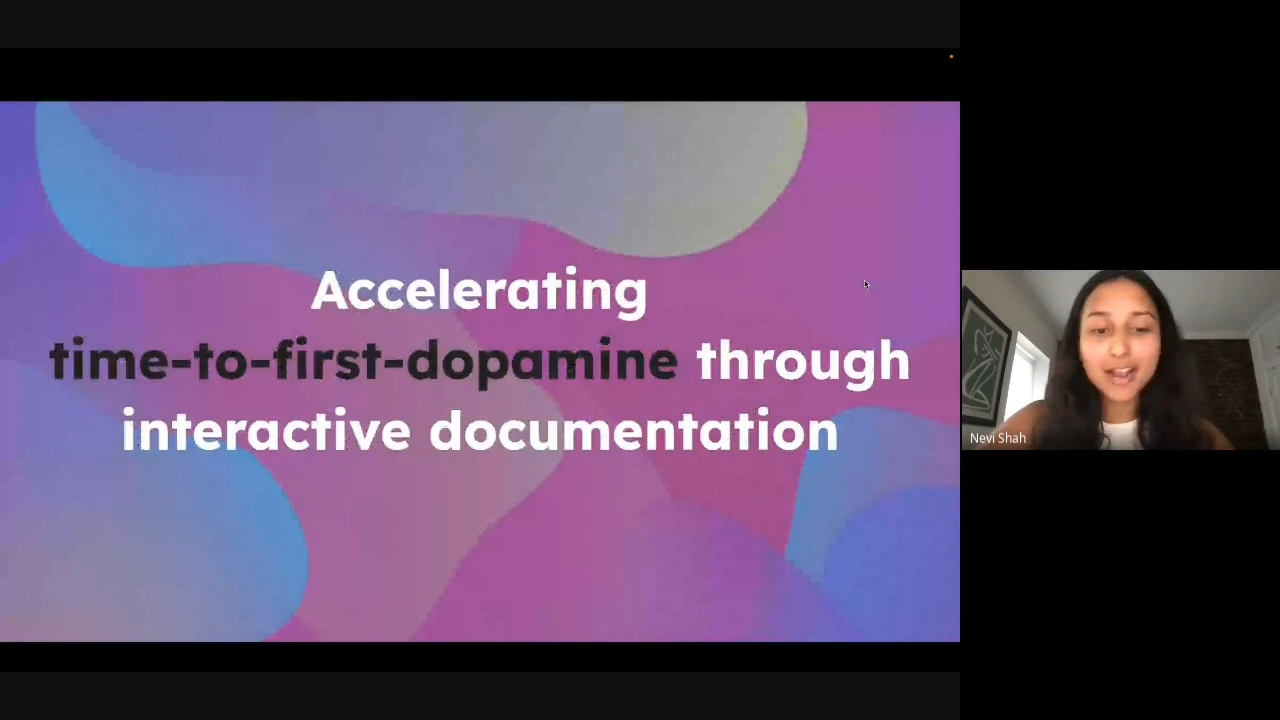 Accelerating
time-to-first-dopamine through
interactive documentation
Nevi Shah